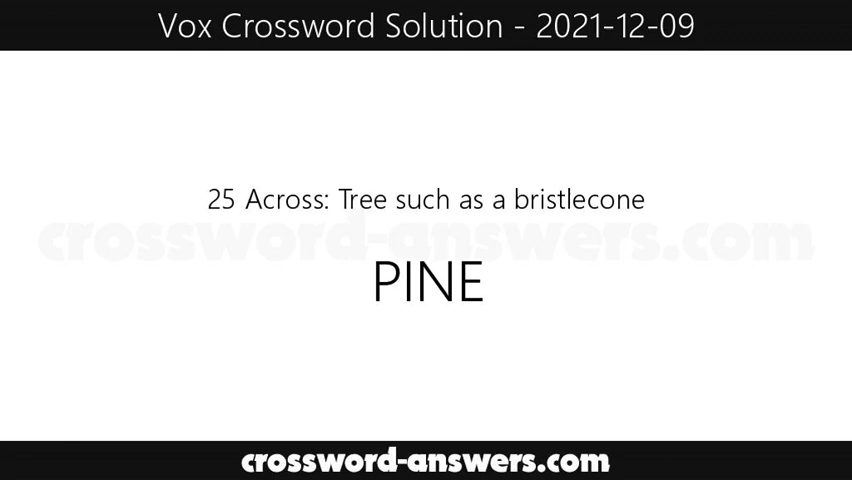 Vox Crossword Solution - 2021-12-09
25 Across: Tree such as a bristlecone
crossword-answers.com
PINE
crossword-answers.com